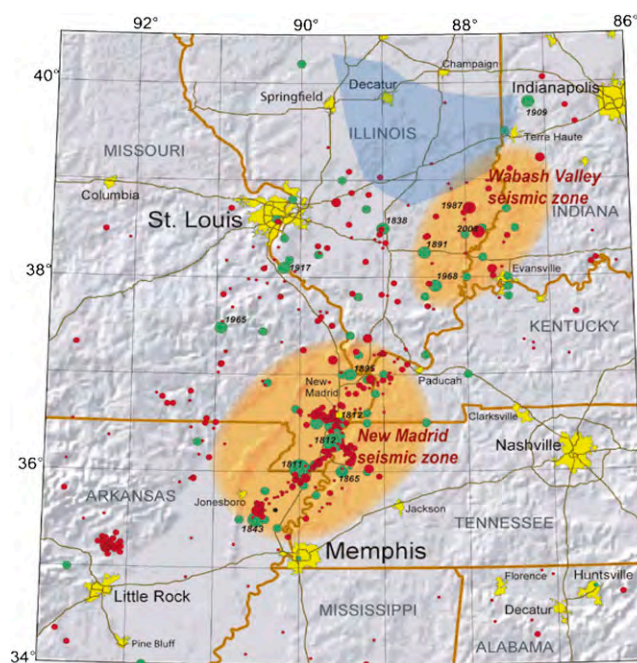 92°
90°
88°
86°
40°
Champaign
Decatur
Indianapolis
Springfield
1909
ILLINOIS
Terre Haute
MISSOURI
Wabash Valley
seismic zone
Columbia
1987
INDIANA
St. Louis
1838
1891
38°
1917
1968
Evansville
1965
KENTUCKY
1895
New
Madrid
Paducah
1812
Clarksville
1812
New Madrid
seismic zone
Nashville
36°
1811
1865
ARKANSAS
Jonesboro
Jackson
1843
TENNESSEE
Memphis
Florence
Huntsville
Little Rock
Decatur
MISSISSIPPI
Pine Bluff
ALABAMA
34°